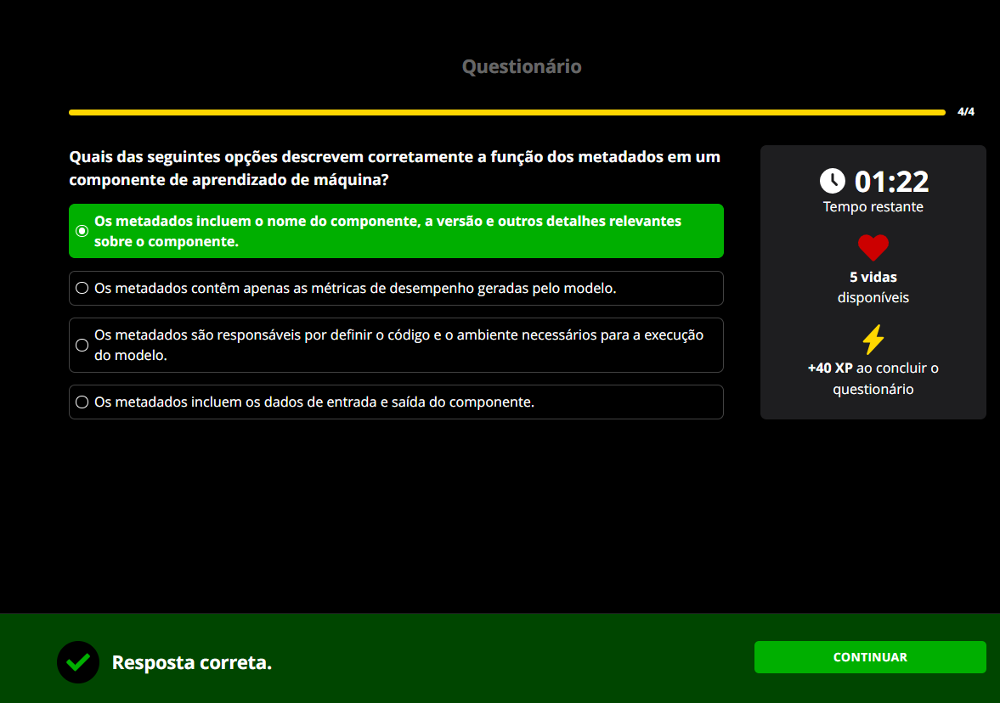 Questionário
4/4
Quais das seguintes opções descrevem corretamente a função dos metadados em um
componente de aprendizado de máquina?
Os metadados incluem o nome do componente, a versão e outros detalhes relevantes
sobre o componente.
Os metadados contêm apenas as métricas de desempenho geradas pelo modelo.
Os metadados são responsáveis por definir o código e o ambiente necessários para a execução
do modelo.
Os metadados incluem os dados de entrada e saída do componente.
01:22
Tempo restante
5 vidas
disponíveis
+40 XP ao concluir o
questionário
Resposta correta.
CONTINUAR